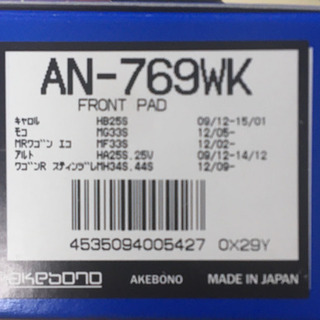 AN-769WK
FRONT PAD
ｷｬﾛﾙ HB25S 09/12-15/01
ﾓｺ MG33S 12/05-
MRﾜｺﾞﾝ ｴｺ MF33S 12/02-
ｱﾙﾄ HA25S,25V 09/12-14/12
ﾜｺﾞﾝR ｽﾃｨﾝｸﾞﾚMH34S,44S 12/09-
4535094005427 0X29Y
akebono AKEBONO MADE IN JAPAN